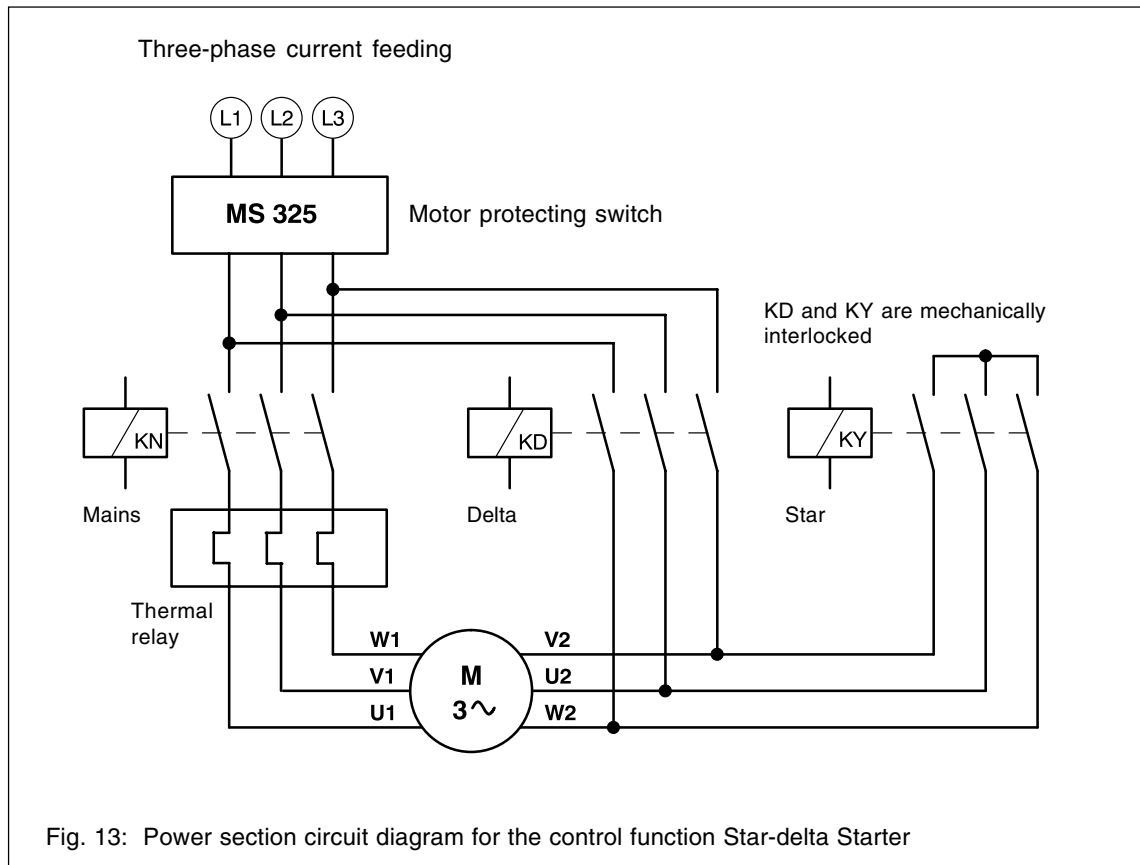 Three-phase current feeding
L1 L2 L3
MS 325
Motor protecting switch
KD and KY are mechanically
interlocked
KN
KD
KY
Mains
Delta
Star
Thermal
relay
W1
V2
V1
M
U2
U1
3∿
W2
Fig. 13: Power section circuit diagram for the control function Star-delta Starter